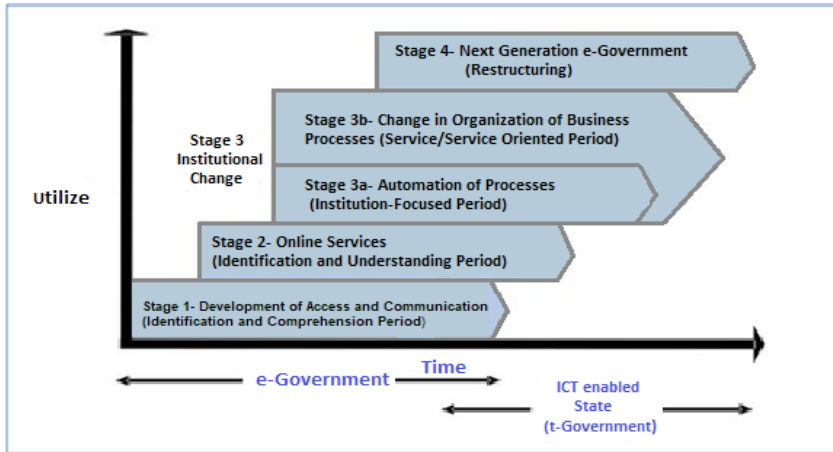 Stage 4- Next Generation e-Government
(Restructuring)
Stage 3b- Change in Organization of Business
Processes (Service/Service Oriented Period)
Stage 3
Institutional
Change
Stage 3a- Automation of Processes
(Institution-Focused Period)
Utilize
Stage 2- Online Services
(Identification and Understanding Period)
Stage 1- Development of Access and Communication
(Identification and Comprehension Period)
Time
e-Government
ICT enabled
State
(t-Government)